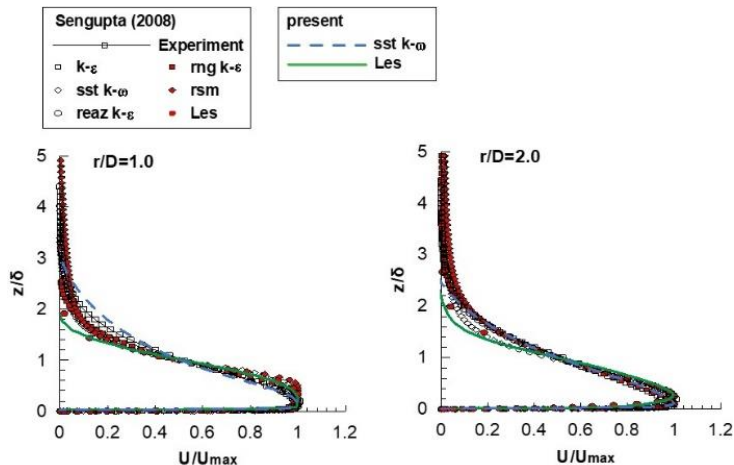 Sengupta (2008)
Experiment
k-ε
rng k-ε
sst k-ω
rsm
reaz k-ε
Les
present
sst k-ω
Les
r/D=1.0
z/δ
5
4
3
2
1
0
0 0.2 0.4 0.6 0.8 1 1.2
U/Umax
r/D=2.0
z/δ
5
4
3
2
1
0
0 0.2 0.4 0.6 0.8 1 1.2
U/Umax